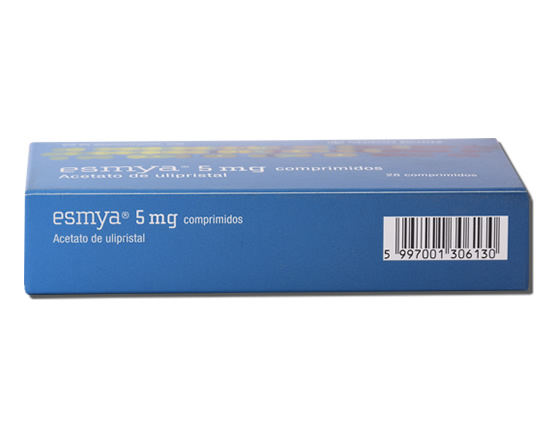 esmya® 5 mg comprimidos
Acetato de ulipristal
28 comprimidos
esmya® 5 mg comprimidos
Acetato de ulipristal
5 997001 306130